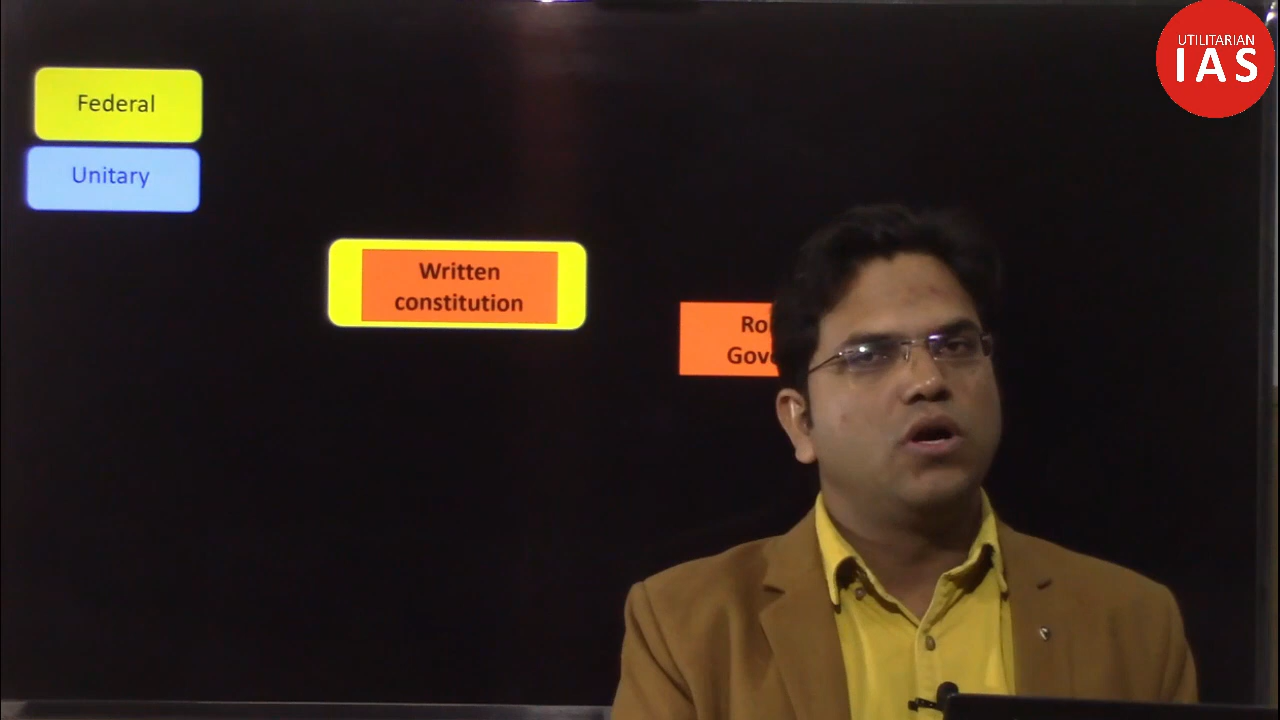 UTILITARIAN
IAS
Federal
Unitary
Written
constitution